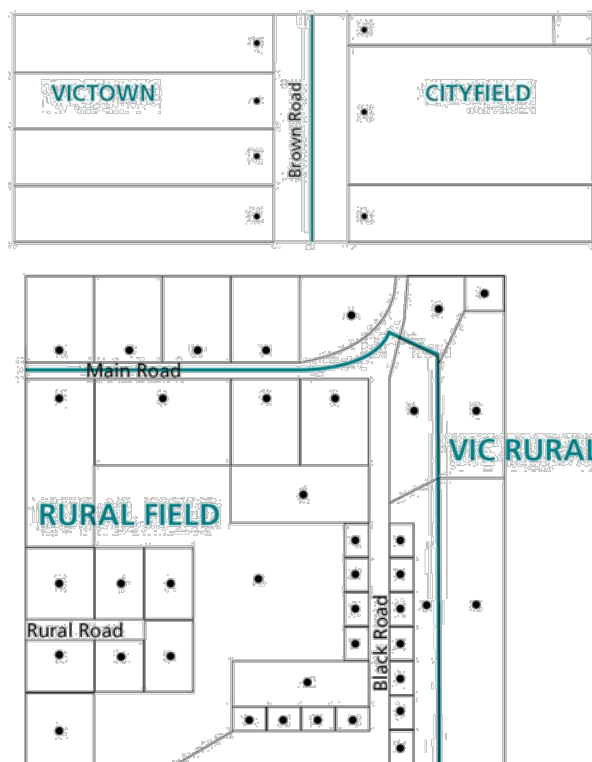 VICTOWN
Brown Road
CITYFIELD
Main Road
VIC RURAL
RURAL FIELD
Rural Road
Black Road